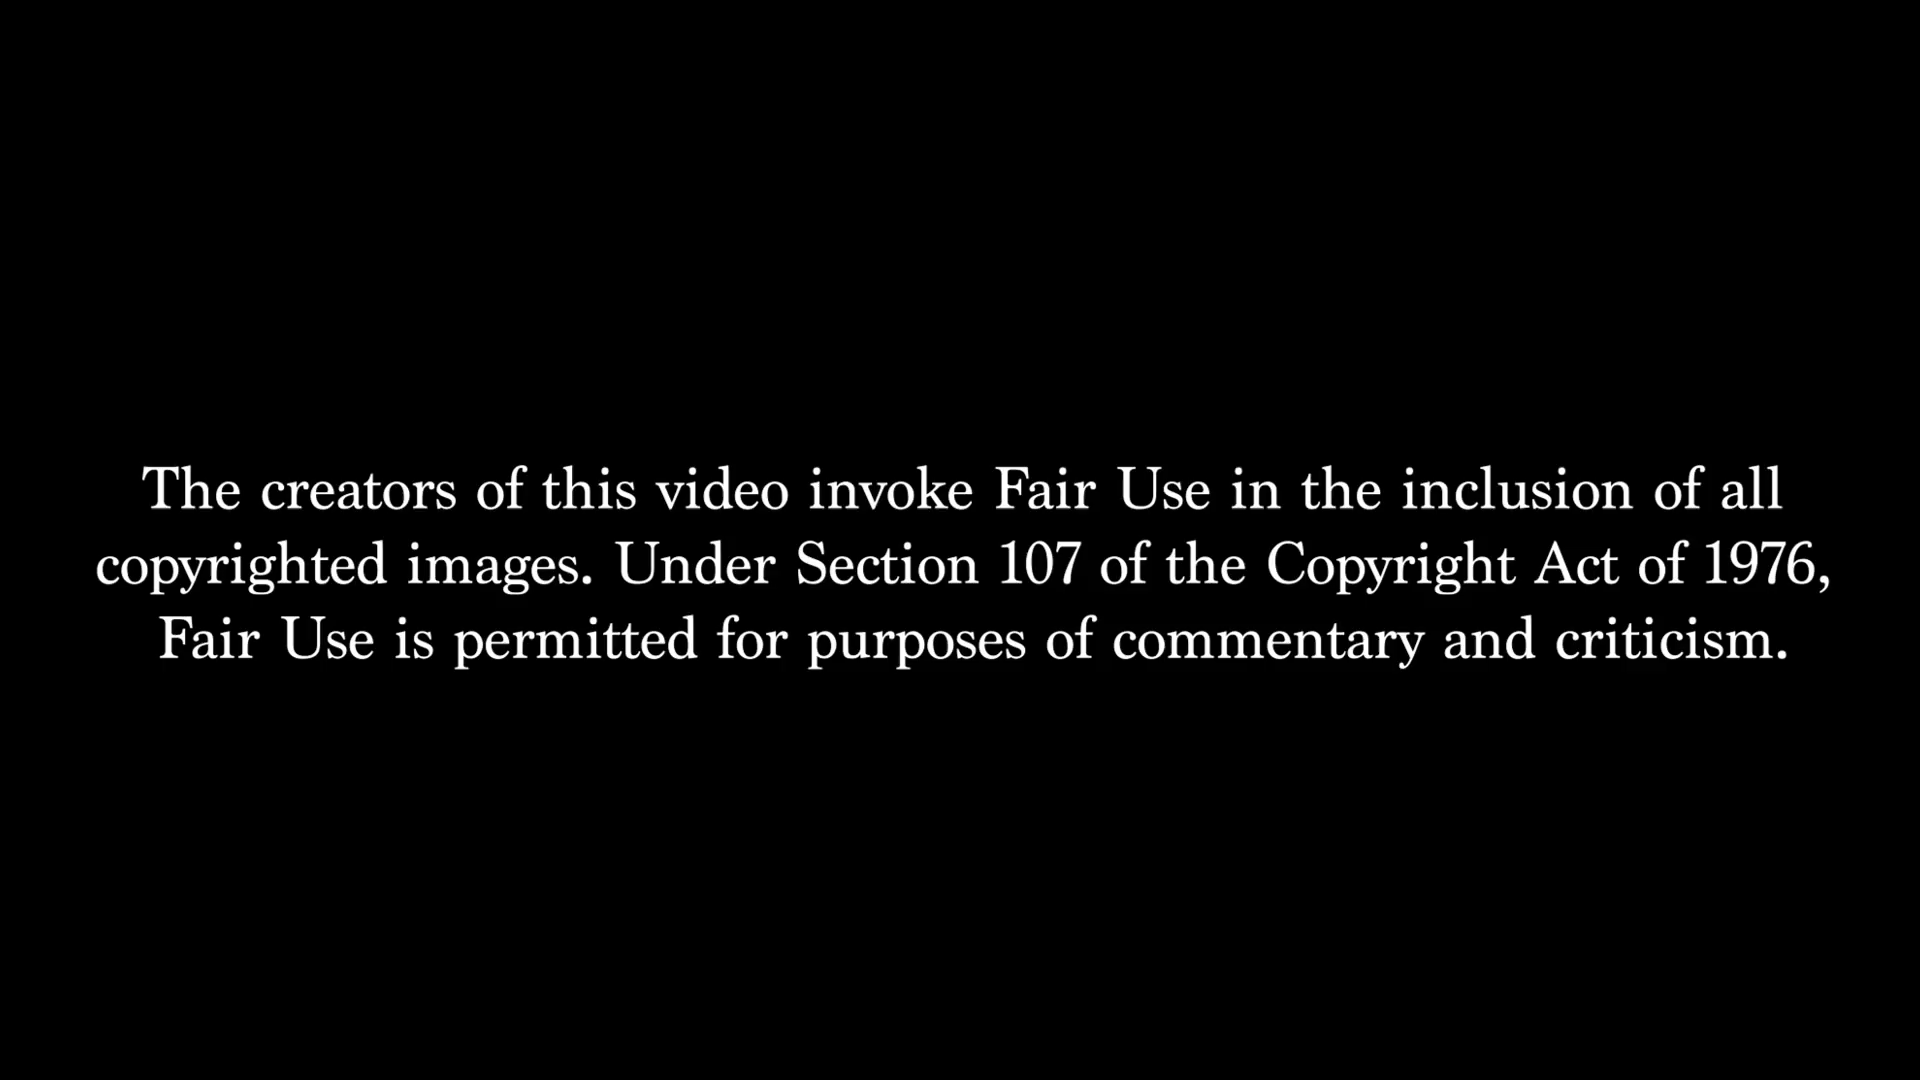 The creators of this video invoke Fair Use in the inclusion of all
copyrighted images. Under Section 107 of the Copyright Act of 1976,
Fair Use is permitted for purposes of commentary and criticism.